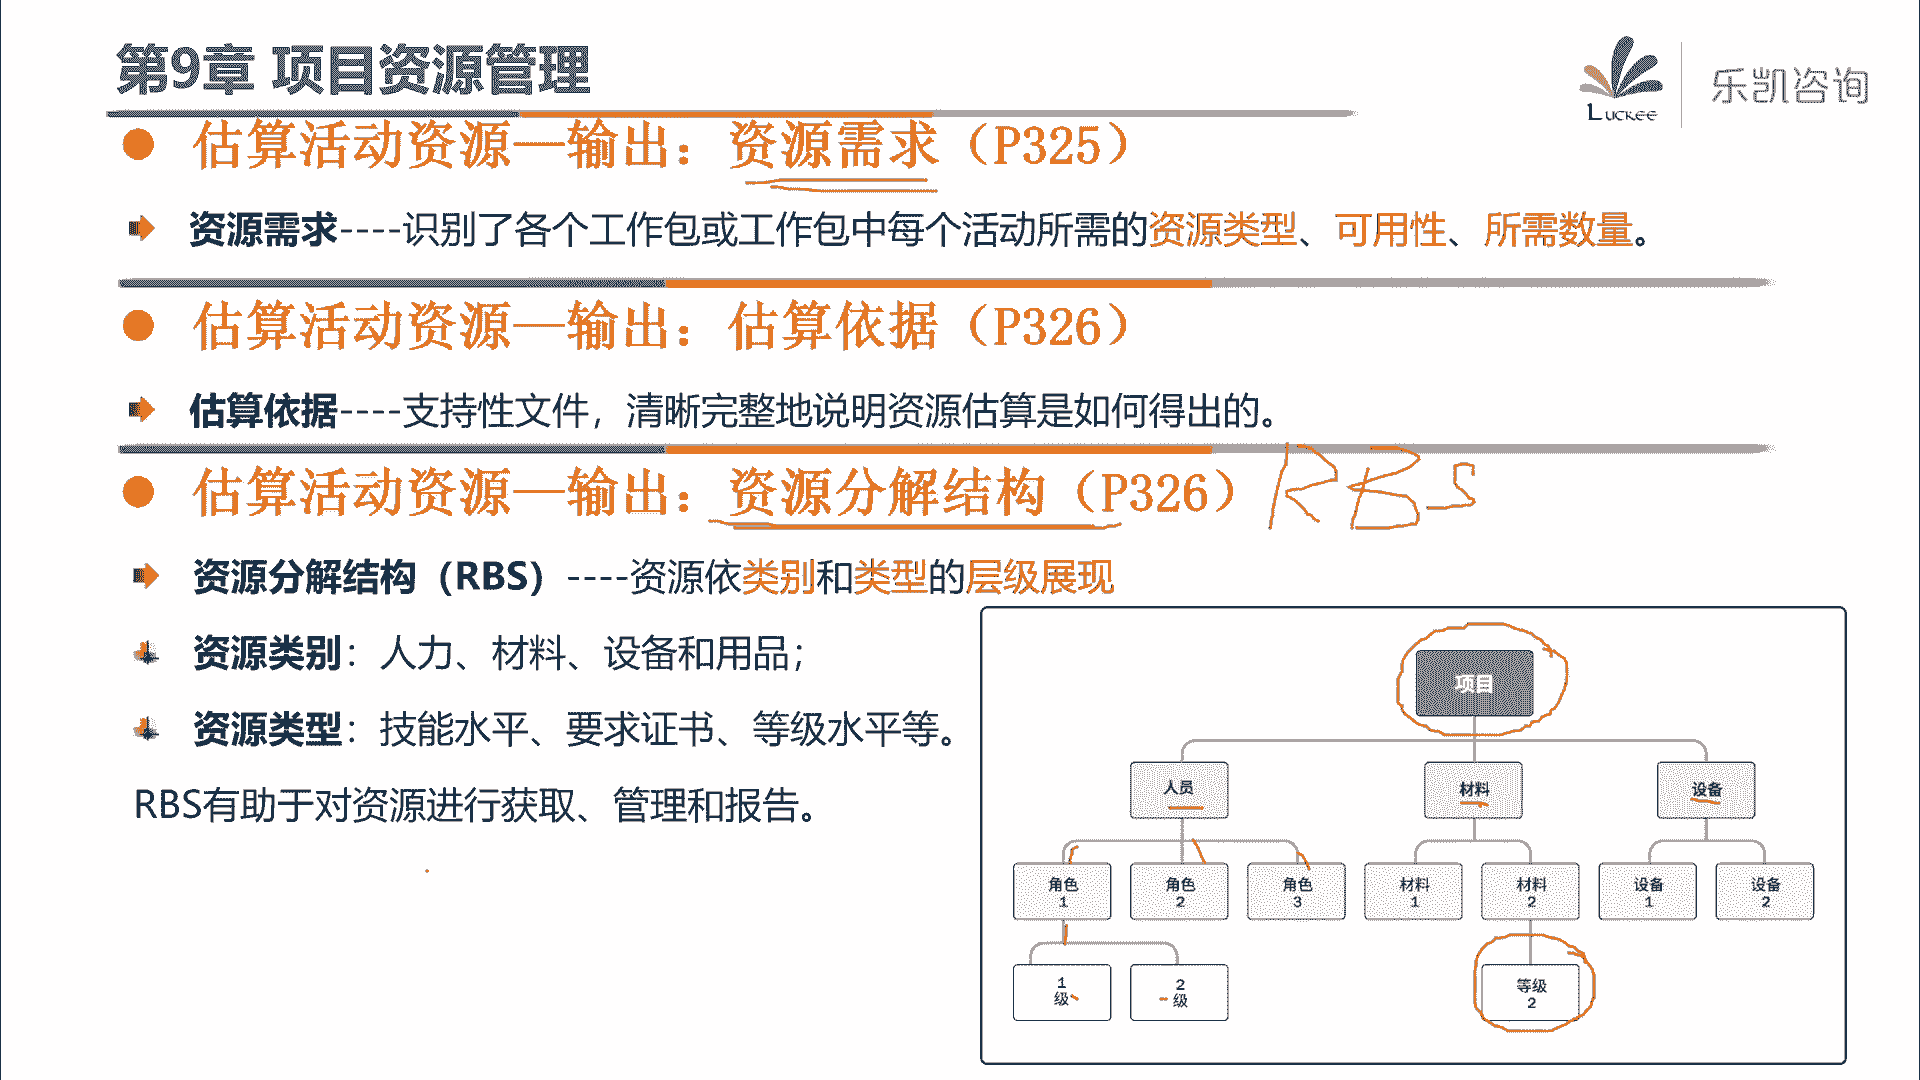 第9章 项目资源管理
LUCKEE
乐凯咨询
估算活动资源—输出：资源需求（P325）
资源需求----识别了各个工作包或工作包中每个活动所需的资源类型、可用性、所需数量。
估算活动资源—输出：估算依据（P326）
估算依据----支持性文件，清晰完整地说明资源估算是如何得出的。
估算活动资源—输出：资源分解结构（P326）
RBS
资源分解结构（RBS）----资源依类别和类型的层级展现
资源类别：人力、材料、设备和用品；
资源类型：技能水平、要求证书、等级水平等。
RBS有助于对资源进行获取、管理和报告。
项目
人员
材料
设备
角色
1
角色
2
角色
3
材料
1
材料
2
设备
1
设备
2
1
级
2
级
等级
2